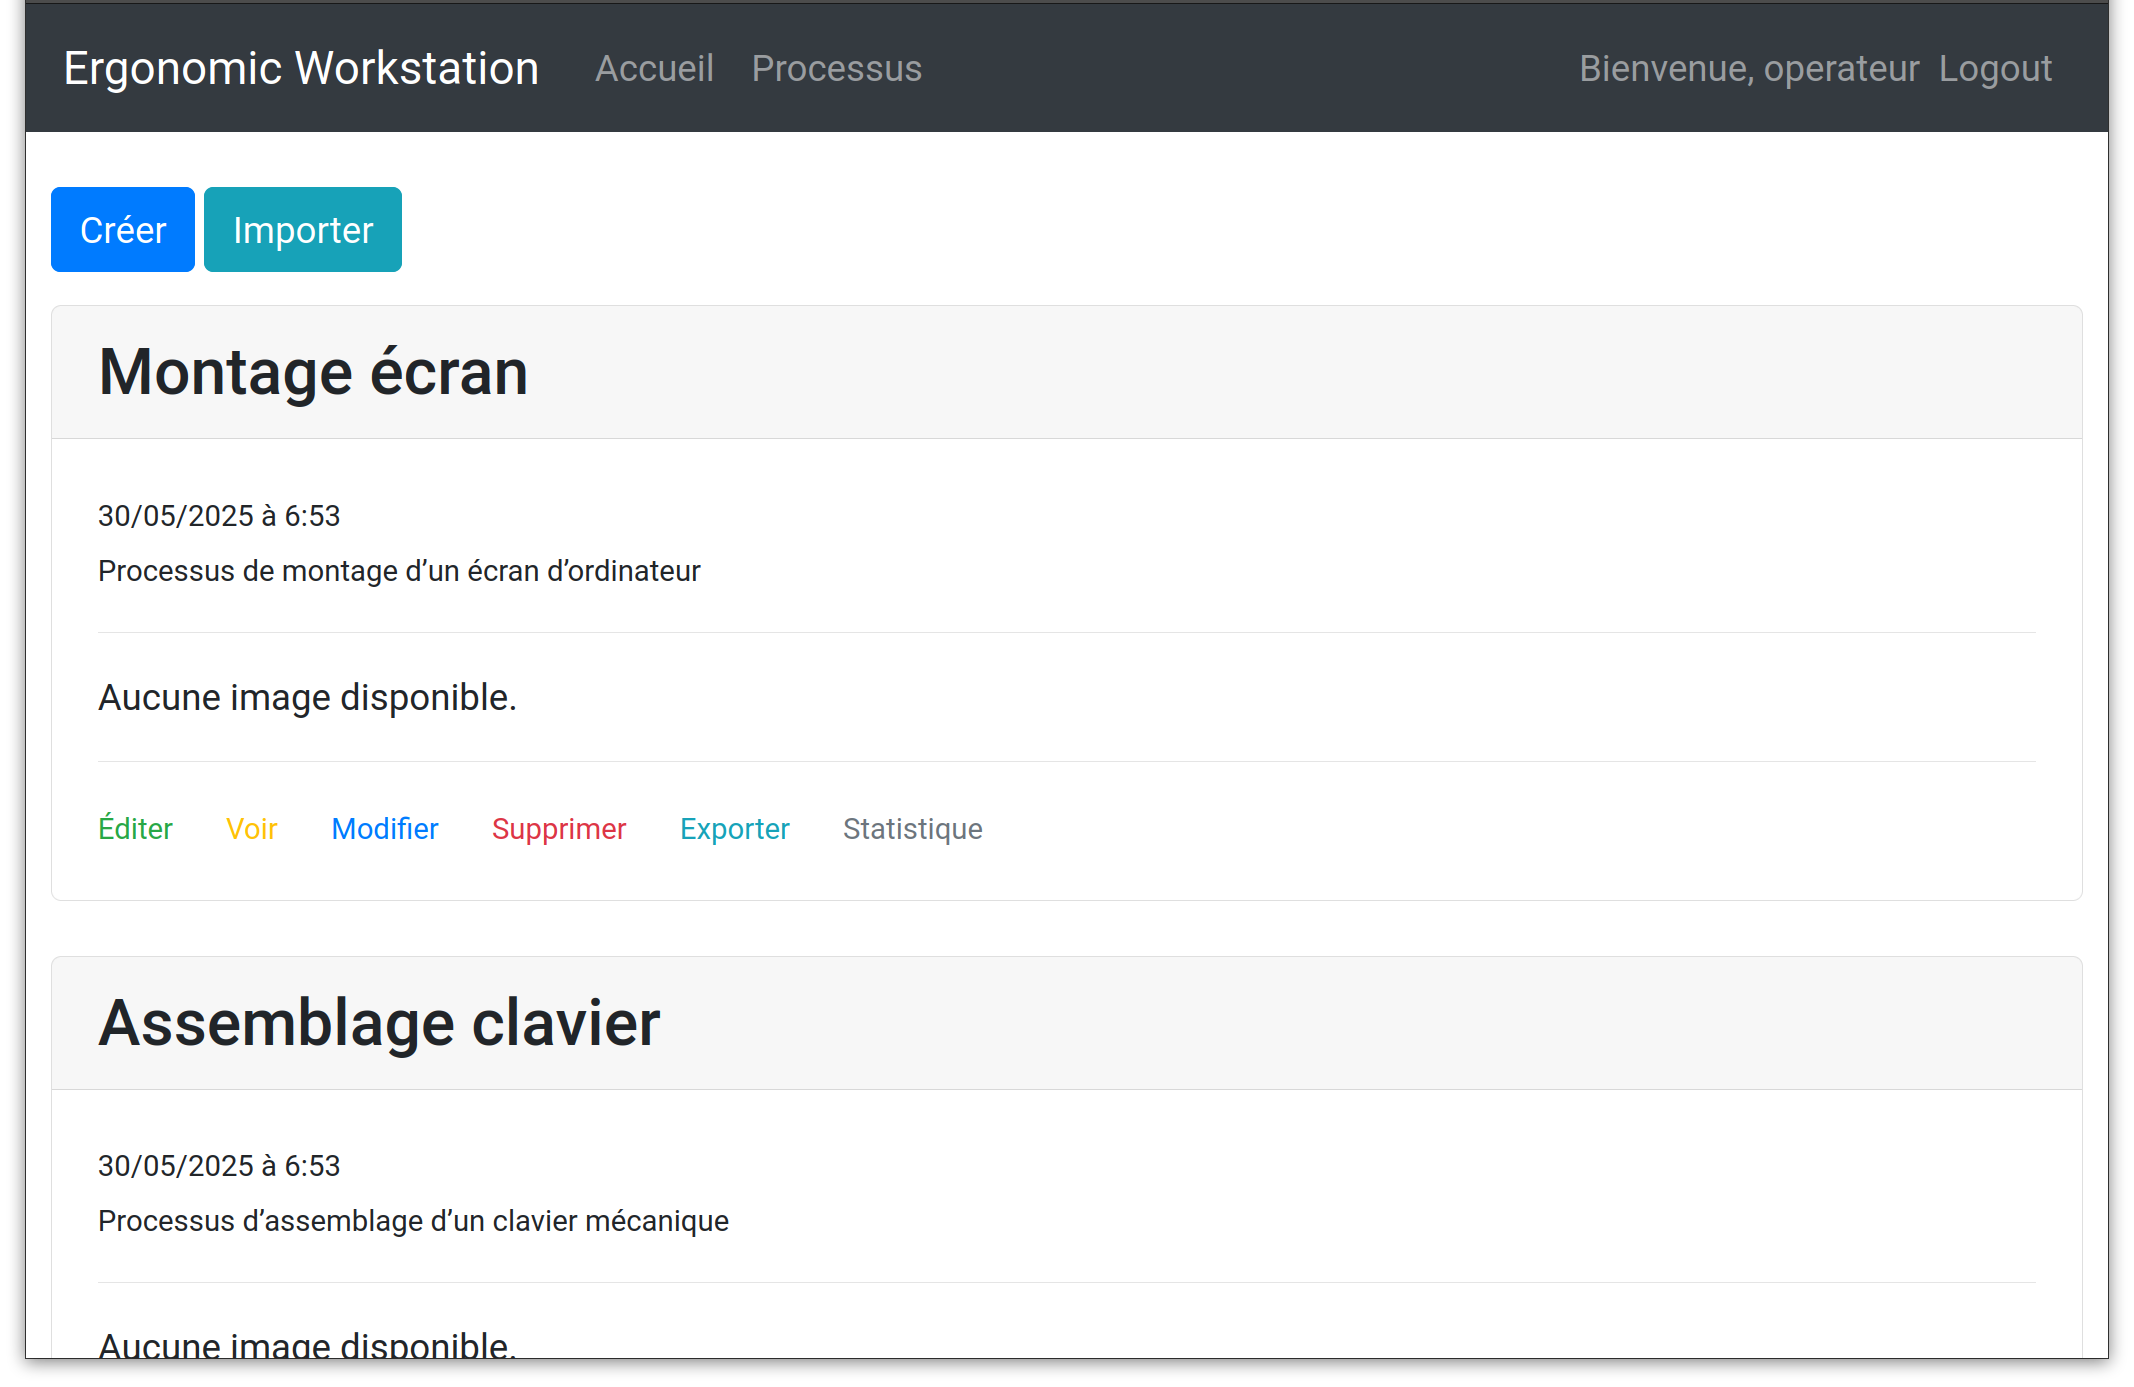 Ergonomic Workstation Accueil Processus Bienvenue, operateur Logout
Créer Importer
Montage écran
30/05/2025 à 6:53
Processus de montage d’un écran d’ordinateur
Aucune image disponible.
Éditer Voir Modifier Supprimer Exporter Statistique
Assemblage clavier
30/05/2025 à 6:53
Processus d’assemblage d’un clavier mécanique
Aucune image disponible.